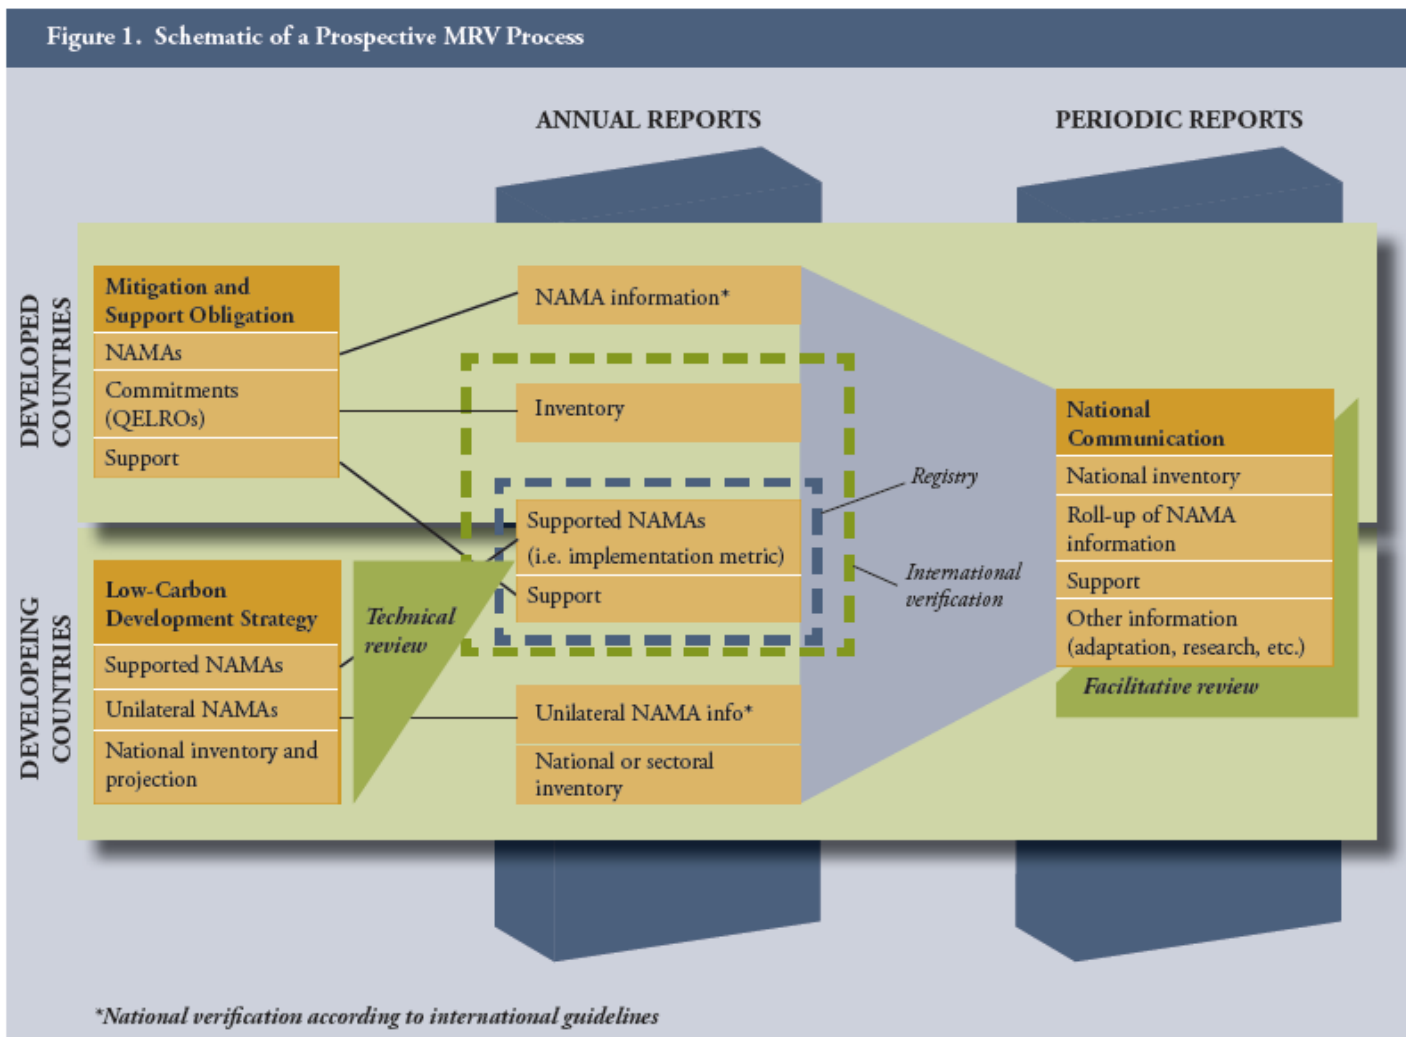 Figure 1. Schematic of a Prospective MRV Process
ANNUAL REPORTS
PERIODIC REPORTS
DEVELOPED
COUNTRIES
Mitigation and
Support Obligation
NAMAs
Commitments
(QELROs)
Support
NAMA information*
Inventory
Supported NAMAs
(i.e. implementation metric)
Support
Registry
International
verification
National
Communication
National inventory
Roll-up of NAMA
information
Support
Other information
(adaptation, research, etc.)
Facilitative review
DEVELOPEING
COUNTRIES
Low-Carbon
Development Strategy
Supported NAMAs
Unilateral NAMAs
National inventory and
projection
Technical
review
Unilateral NAMA info*
National or sectoral
inventory
*National verification according to international guidelines